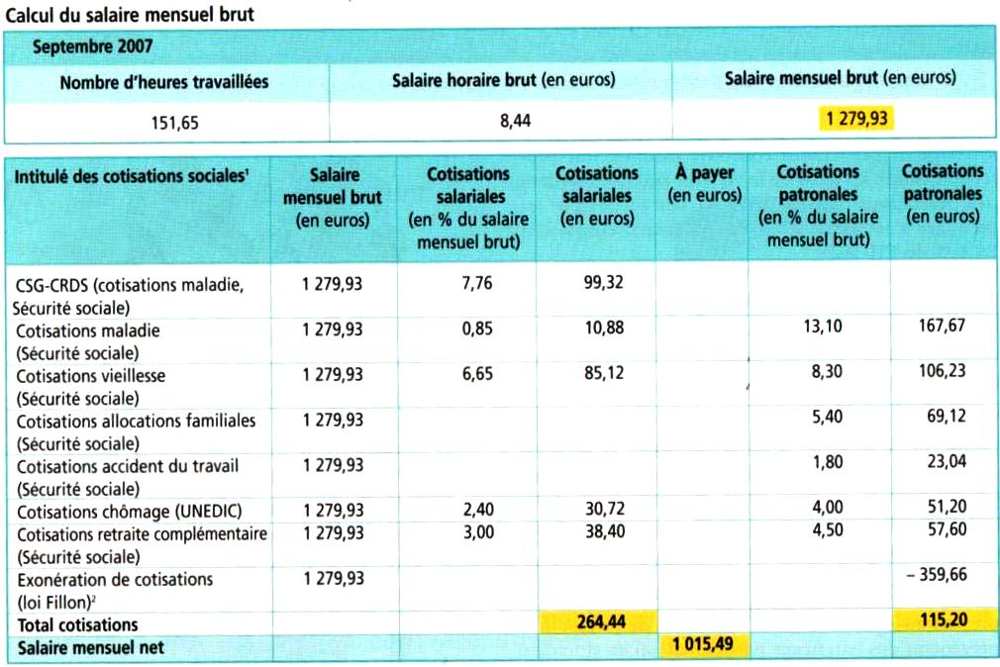 Calcul du salaire mensuel brut
Septembre 2007
Nombre d'heures travaillées Salaire horaire brut (en euros) Salaire mensuel brut (en euros)
151,65 8,44 1 279,93
Intitulé des cotisations sociales¹ Salaire mensuel brut (en euros) Cotisations salariales (en % du salaire mensuel brut) Cotisations salariales (en euros) À payer (en euros) Cotisations patronales (en % du salaire mensuel brut) Cotisations patronales (en euros)
CSG-CRDS (cotisations maladie, 1 279,93 7,76 99,32
Sécurité sociale)
Cotisations maladie 1 279,93 0,85 10,88 13,10 167,67
(Sécurité sociale)
Cotisations vieillesse 1 279,93 6,65 85,12 8,30 106,23
(Sécurité sociale)
Cotisations allocations familiales 1 279,93 5,40 69,12
(Sécurité sociale)
Cotisations accident du travail 1 279,93 1,80 23,04
(Sécurité sociale)
Cotisations chômage (UNEDIC) 1 279,93 2,40 30,72 4,00 51,20
Cotisations retraite complémentaire 1 279,93 3,00 38,40 4,50 57,60
(Sécurité sociale)
Exonération de cotisations 1 279,93 – 359,66
(loi Fillon)²
Total cotisations 264,44 115,20
Salaire mensuel net 1 015,49